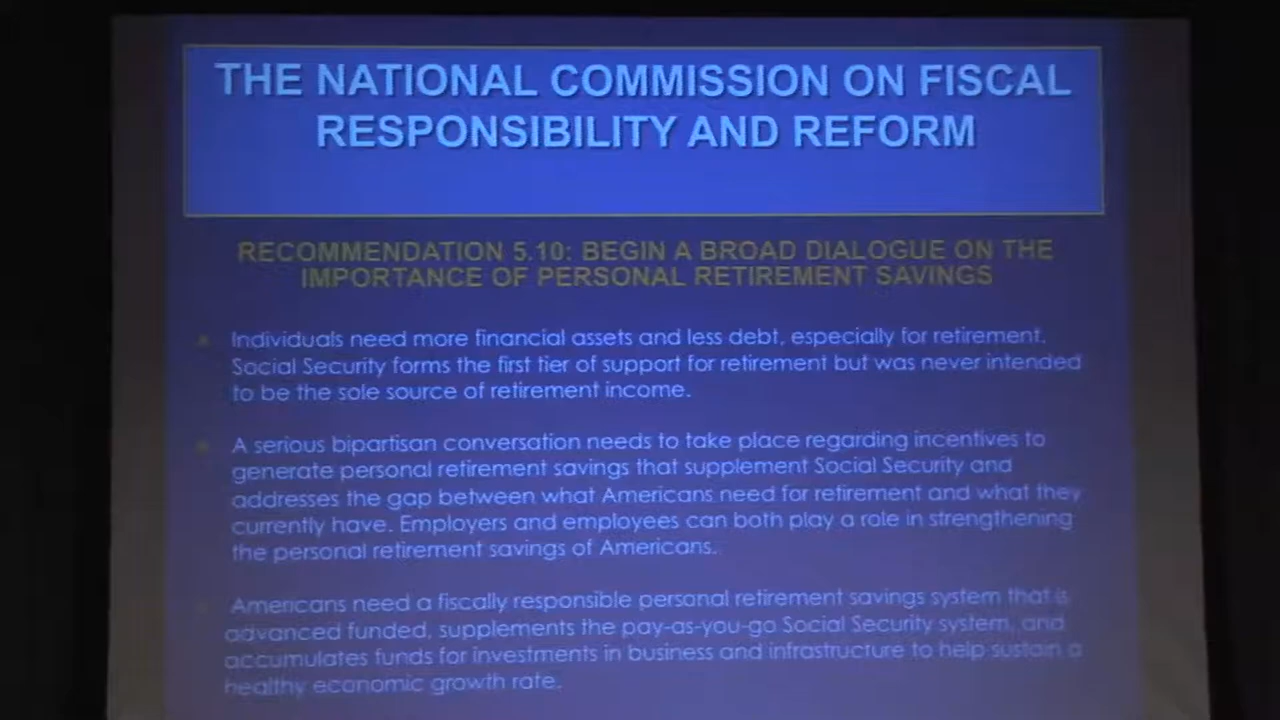 THE NATIONAL COMMISSION ON FISCAL
RESPONSIBILITY AND REFORM
RECOMMENDATION 5.10: BEGIN A BROAD DIALOGUE ON THE
IMPORTANCE OF PERSONAL RETIREMENT SAVINGS
Individuals need more financial assets and less debt, especially for retirement.
Social Security forms the first tier of support for retirement but was never intended
to be the sole source of retirement income.
A serious bipartisan conversation needs to take place regarding incentives to
generate personal retirement savings that supplement Social Security and
addresses the gap between what Americans need for retirement and what they
currently have. Employers and employees can both play a role in strengthening
the personal retirement savings of Americans.
Americans need a fiscally responsible personal retirement savings system that is
advanced funded, supplements the pay-as-you-go Social Security system, and
accumulates funds for investments in business and infrastructure to help sustain a
healthy economic growth rate.